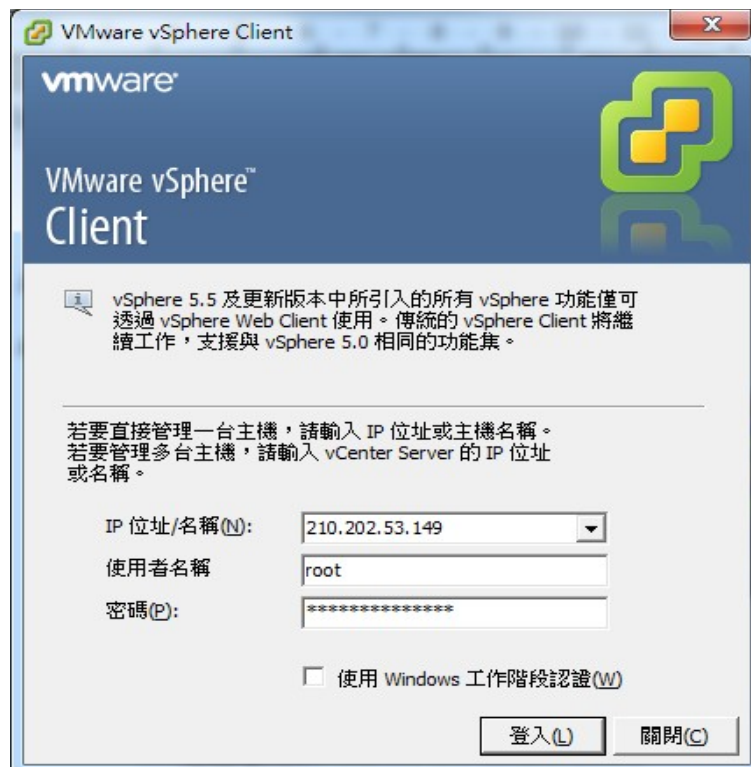 VMware vSphere Client
vmware
VMware vSphere™
Client
vSphere 5.5 及更新版本中所引入的所有 vSphere 功能僅可
透過 vSphere Web Client 使用。傳統的 vSphere Client 將繼
續工作，支援與 vSphere 5.0 相同的功能集。
若要直接管理一台主機，請輸入 IP 位址或主機名稱。
若要管理多台主機，請輸入 vCenter Server 的 IP 位址
或名稱。
IP 位址/名稱(N): 210.202.53.149
使用者名稱 root
密碼(P): **************
使用 Windows 工作階段認證(W)
登入(L) 關閉(C)